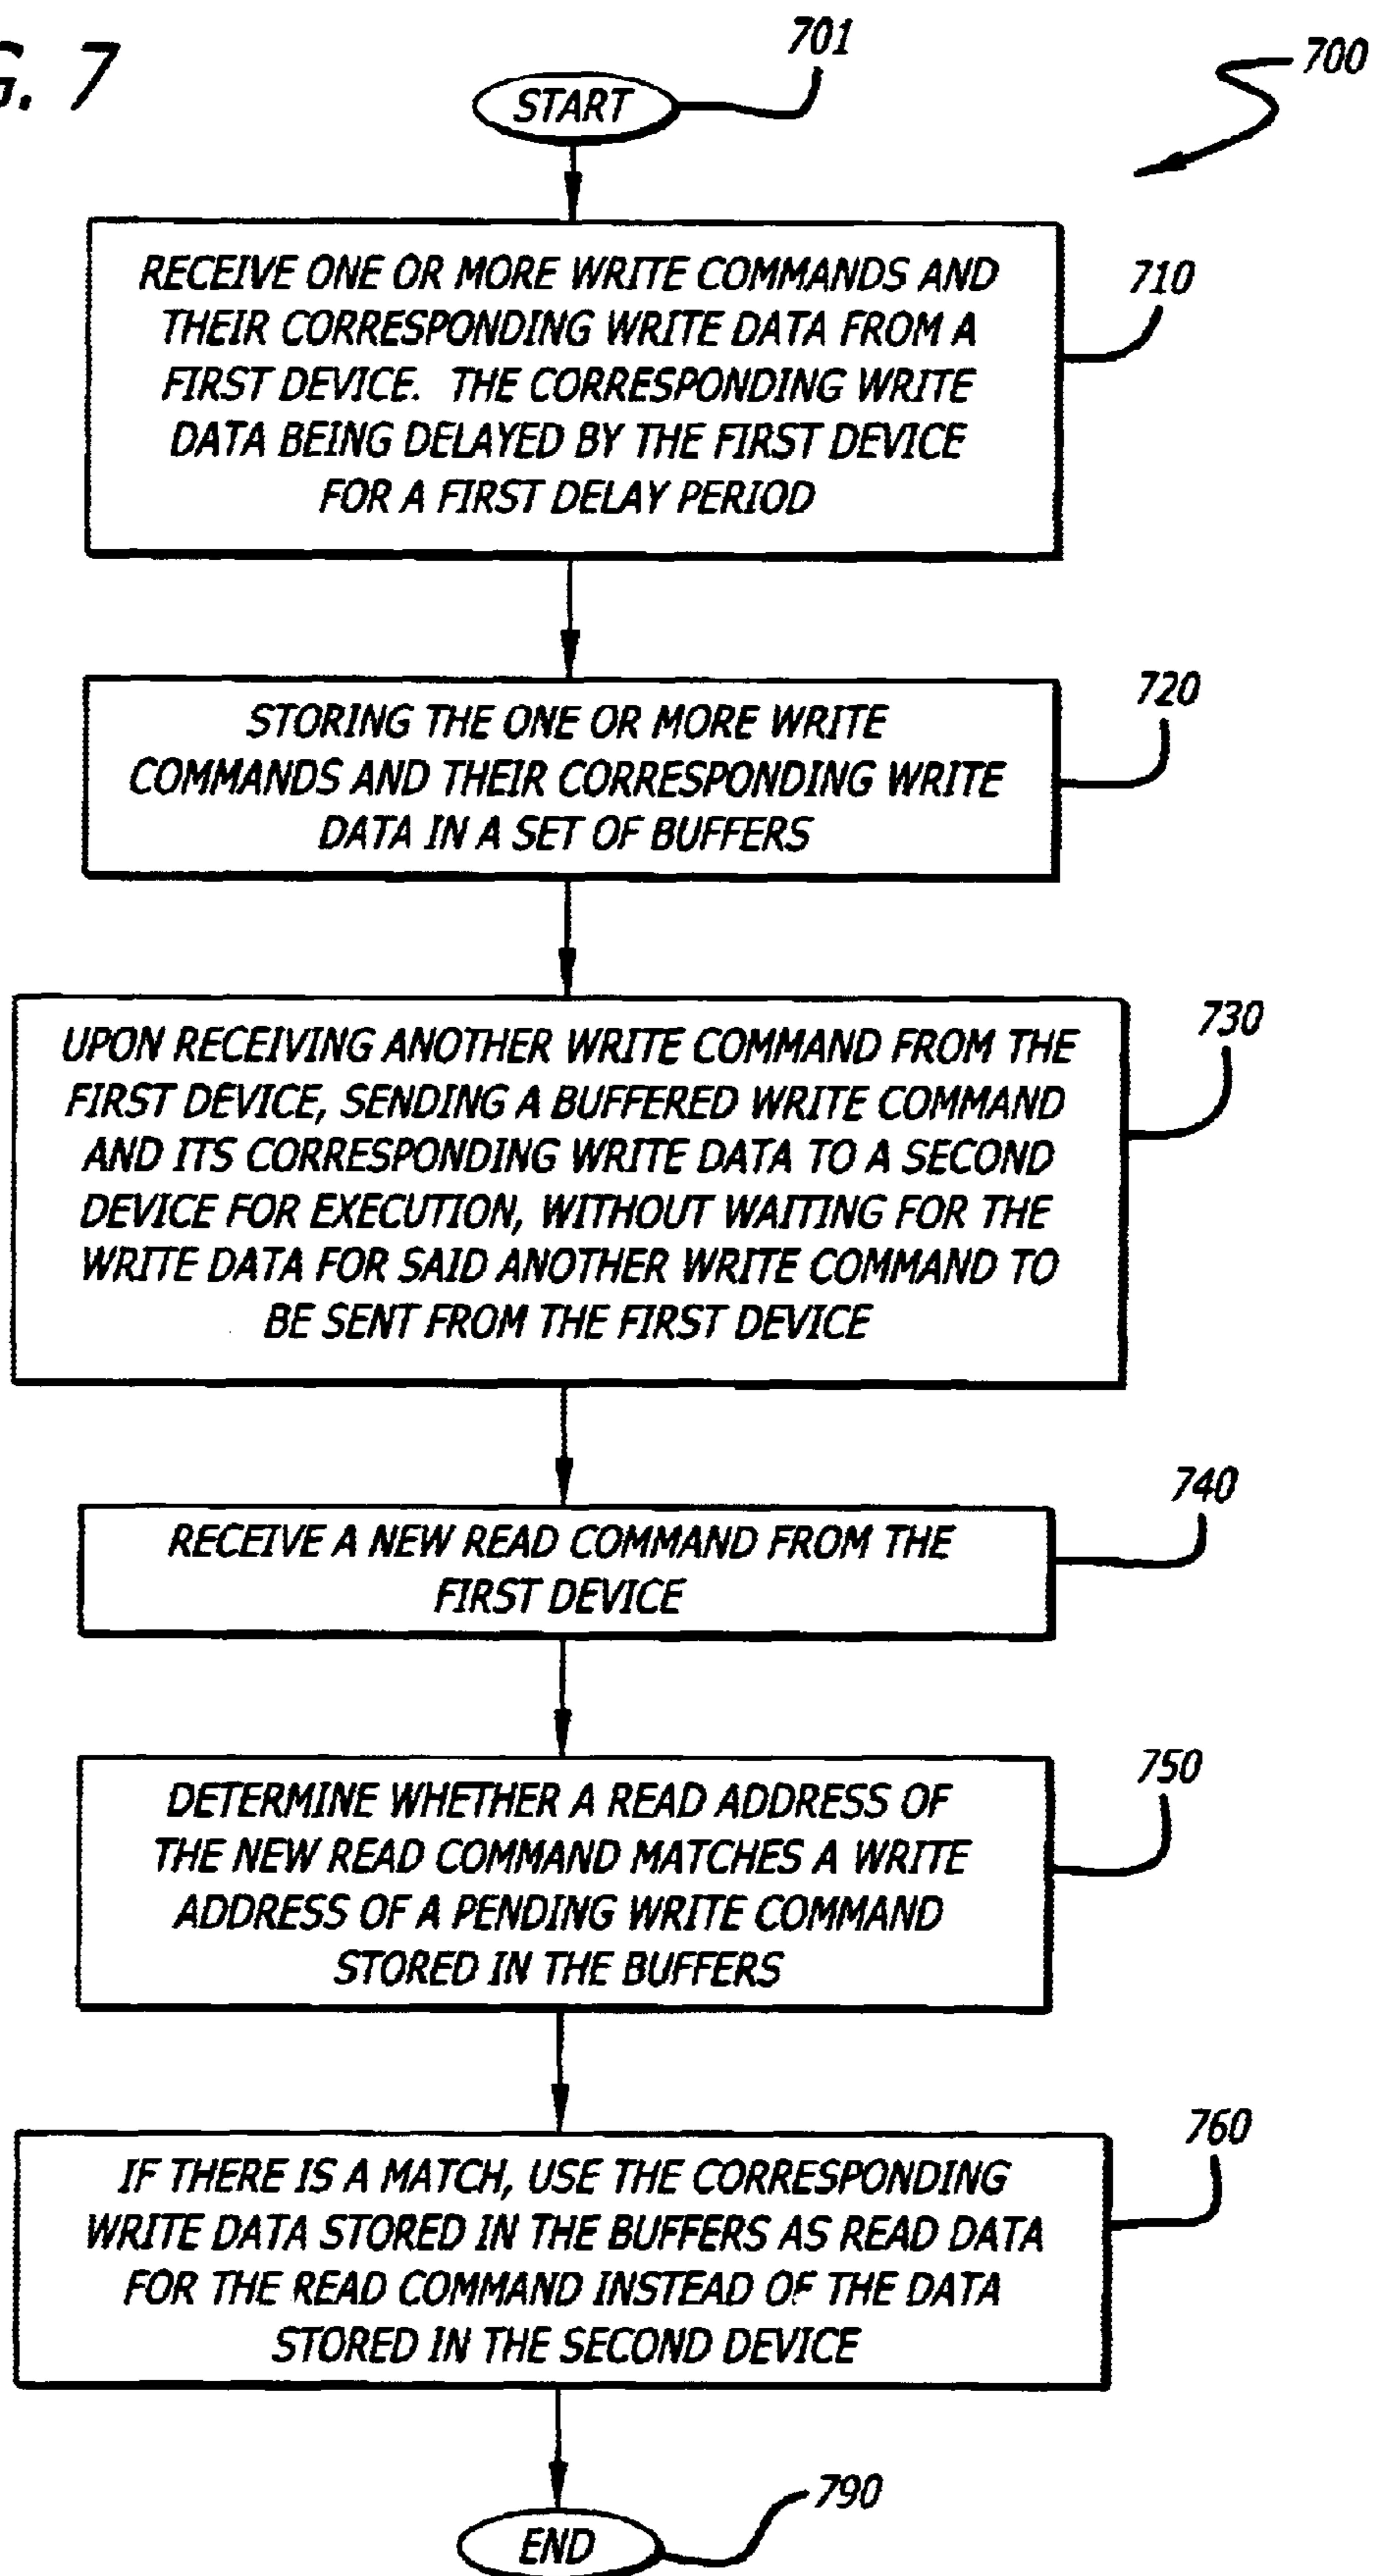 G. 7
701
700
START
RECEIVE ONE OR MORE WRITE COMMANDS AND
THEIR CORRESPONDING WRITE DATA FROM A
FIRST DEVICE. THE CORRESPONDING WRITE
DATA BEING DELAYED BY THE FIRST DEVICE
FOR A FIRST DELAY PERIOD
710
STORING THE ONE OR MORE WRITE
COMMANDS AND THEIR CORRESPONDING WRITE
DATA IN A SET OF BUFFERS
720
UPON RECEIVING ANOTHER WRITE COMMAND FROM THE
FIRST DEVICE, SENDING A BUFFERED WRITE COMMAND
AND ITS CORRESPONDING WRITE DATA TO A SECOND
DEVICE FOR EXECUTION, WITHOUT WAITING FOR THE
WRITE DATA FOR SAID ANOTHER WRITE COMMAND TO
BE SENT FROM THE FIRST DEVICE
730
RECEIVE A NEW READ COMMAND FROM THE
FIRST DEVICE
740
DETERMINE WHETHER A READ ADDRESS OF
THE NEW READ COMMAND MATCHES A WRITE
ADDRESS OF A PENDING WRITE COMMAND
STORED IN THE BUFFERS
750
IF THERE IS A MATCH, USE THE CORRESPONDING
WRITE DATA STORED IN THE BUFFERS AS READ DATA
FOR THE READ COMMAND INSTEAD OF THE DATA
STORED IN THE SECOND DEVICE
760
END
790